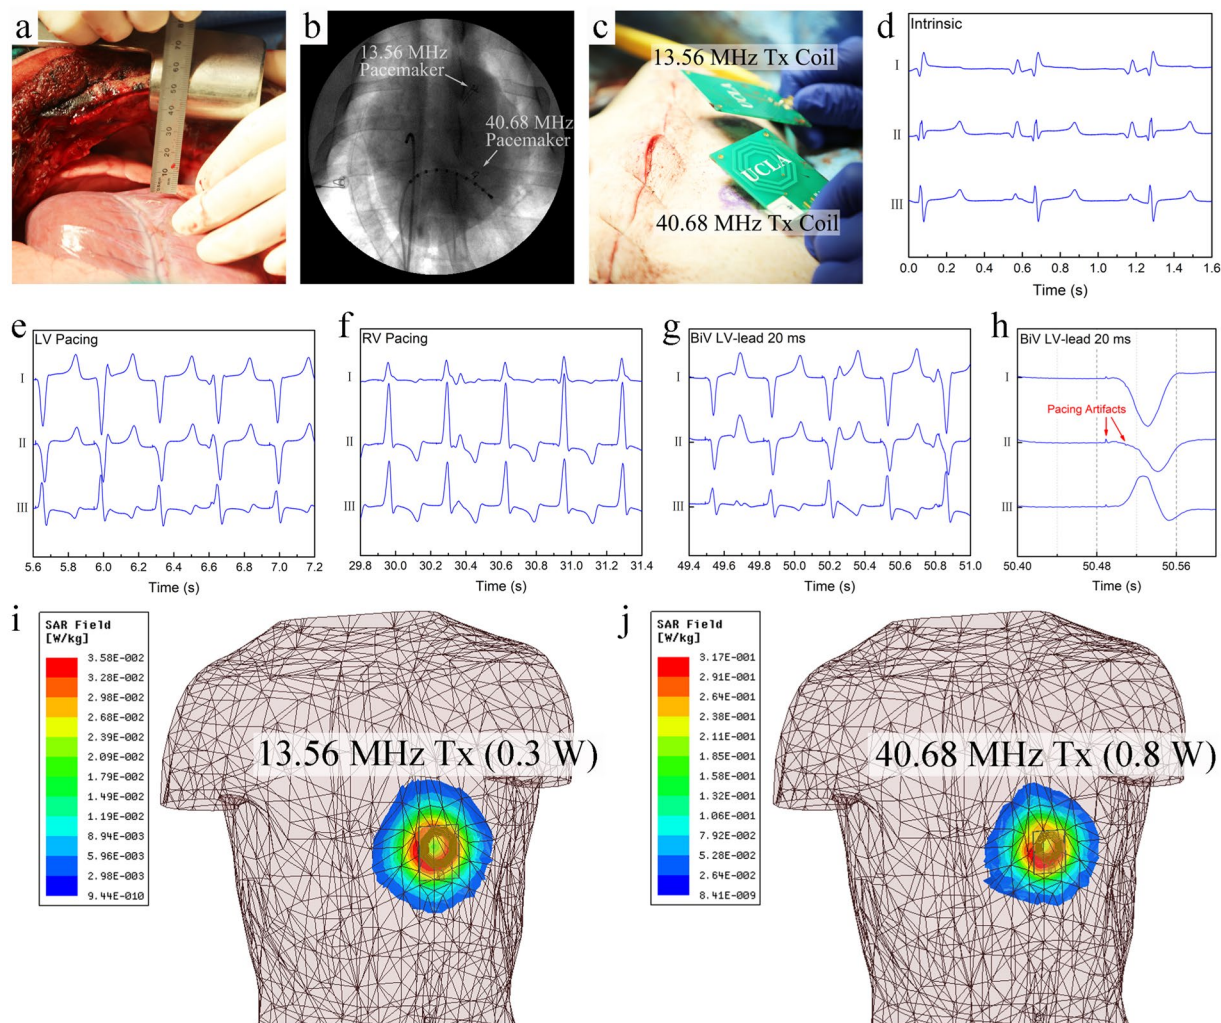 a
b
c
d
13.56 MHz
Pacemaker
40.68 MHz
Pacemaker
13.56 MHz Tx Coil
UCLA
UCLA
40.68 MHz Tx Coil
Intrinsic
I
II
III
0.0 0.2 0.4 0.6 0.8 1.0 1.2 1.4 1.6
Time (s)
e
LV Pacing
I
II
III
5.6 5.8 6.0 6.2 6.4 6.6 6.8 7.0 7.2
Time (s)
f
RV Pacing
I
II
III
29.8 30.0 30.2 30.4 30.6 30.8 31.0 31.2 31.4
Time (s)
g
BiV LV-lead 20 ms
I
II
III
49.4 49.6 49.8 50.0 50.2 50.4 50.6 50.8 51.0
Time (s)
h
BiV LV-lead 20 ms
I
Pacing Artifacts
II
III
50.40 50.48 50.56
Time (s)
i
SAR Field
[W/kg]
3.58E-002
3.28E-002
2.98E-002
2.68E-002
2.39E-002
2.09E-002
1.79E-002
1.49E-002
1.19E-002
8.94E-003
5.96E-003
2.98E-003
9.44E-010
13.56 MHz Tx (0.3 W)
j
SAR Field
[W/kg]
3.17E-001
2.91E-001
2.64E-001
2.38E-001
2.11E-001
1.85E-001
1.58E-001
1.32E-001
1.06E-001
7.92E-002
5.28E-002
2.64E-002
8.41E-009
40.68 MHz Tx (0.8 W)